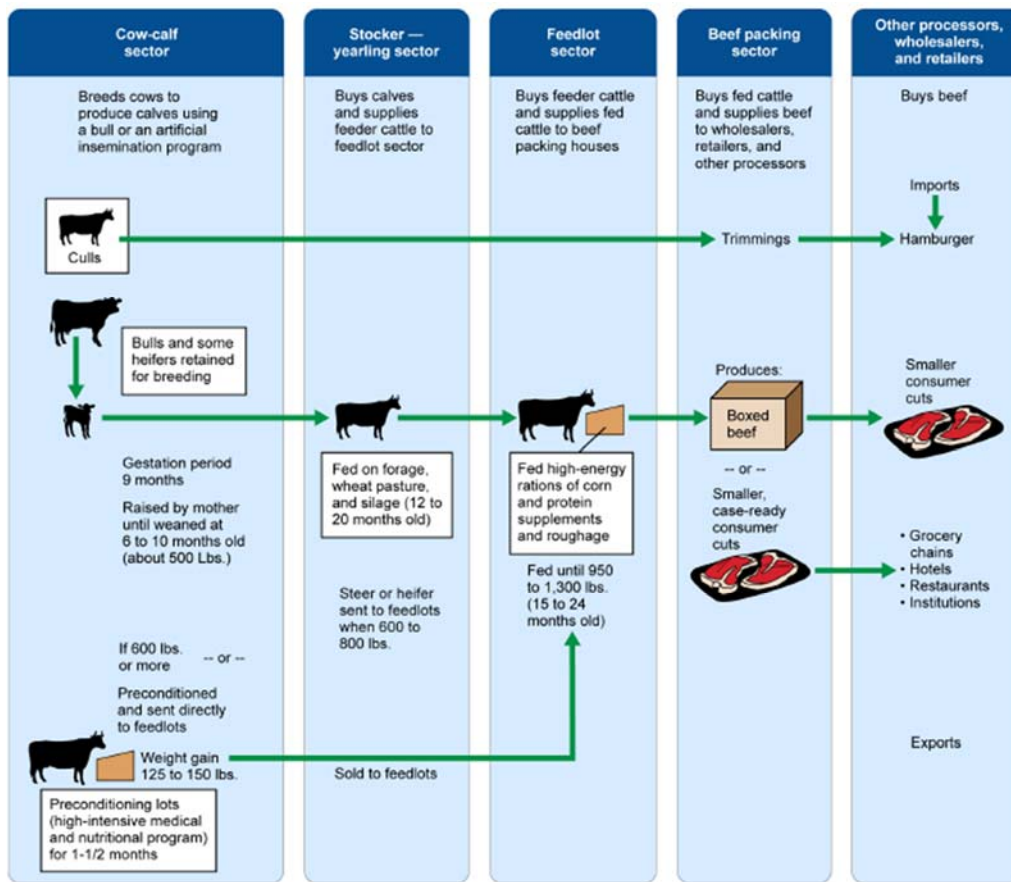 Cow-calf
sector
Breeds cows to
produce calves using
a bull or an artificial
insemination program
Culls
Bulls and some
heifers retained
for breeding
Gestation period
9 months
Raised by mother
until weaned at
6 to 10 months old
(about 500 Lbs.)
If 600 lbs.
or more
-- or --
Preconditioned
and sent directly
to feedlots
Weight gain
125 to 150 lbs.
Preconditioning lots
(high-intensive medical
and nutritional program)
for 1-1/2 months
Stocker —
yearling sector
Buys calves
and supplies
feeder cattle to
feedlot sector
Fed on forage,
wheat pasture,
and silage (12 to
20 months old)
Steer or heifer
sent to feedlots
when 600 to
800 lbs.
Sold to feedlots
Feedlot
sector
Buys feeder cattle
and supplies fed
cattle to beef
packing houses
Fed high-energy
rations of corn
and protein
supplements
and roughage
Fed until 950
to 1,300 lbs.
(15 to 24
months old)
Beef packing
sector
Buys fed cattle
and supplies beef
to wholesalers,
retailers, and
other processors
Trimmings
Produces:
Boxed
beef
-- or --
Smaller,
case-ready
consumer
cuts
Other processors,
wholesalers,
and retailers
Buys beef
Imports
Hamburger
Smaller
consumer
cuts
• Grocery
chains
• Hotels
• Restaurants
• Institutions
Exports